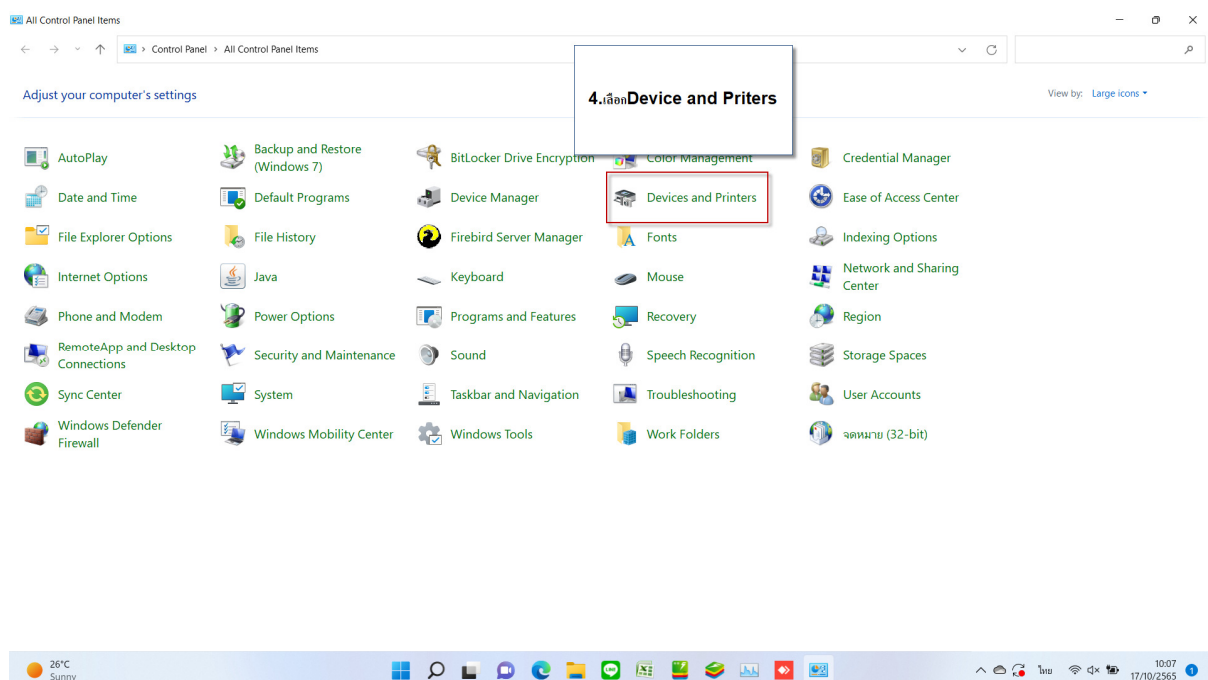 All Control Panel Items
Control Panel > All Control Panel Items
4.เลือกDevice and Priters
Adjust your computer's settings
View by: Large icons
AutoPlay
Backup and Restore
(Windows 7)
BitLocker Drive Encryption
Color Management
Credential Manager
Date and Time
Default Programs
Device Manager
Devices and Printers
Ease of Access Center
File Explorer Options
File History
Firebird Server Manager
Fonts
Indexing Options
Internet Options
Java
Keyboard
Mouse
Network and Sharing
Center
Phone and Modem
Power Options
Programs and Features
Recovery
Region
RemoteApp and Desktop
Connections
Security and Maintenance
Sound
Speech Recognition
Storage Spaces
Sync Center
System
Taskbar and Navigation
Troubleshooting
User Accounts
Windows Defender
Firewall
Windows Mobility Center
Windows Tools
Work Folders
จดหมาย (32-bit)
26°C
Sunny
ไทย
10:07
17/10/2565
1